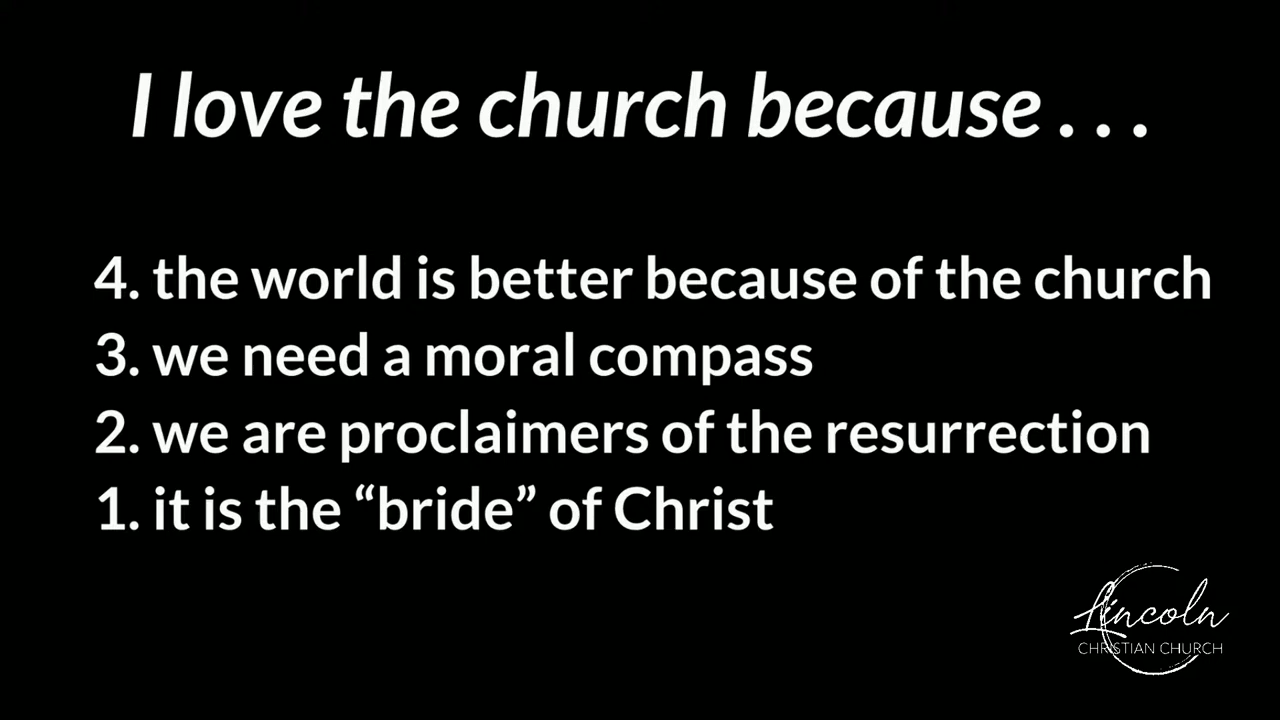 I love the church because . . .
4. the world is better because of the church
3. we need a moral compass
2. we are proclaimers of the resurrection
1. it is the “bride” of Christ
Lincoln
CHRISTIAN CHURCH